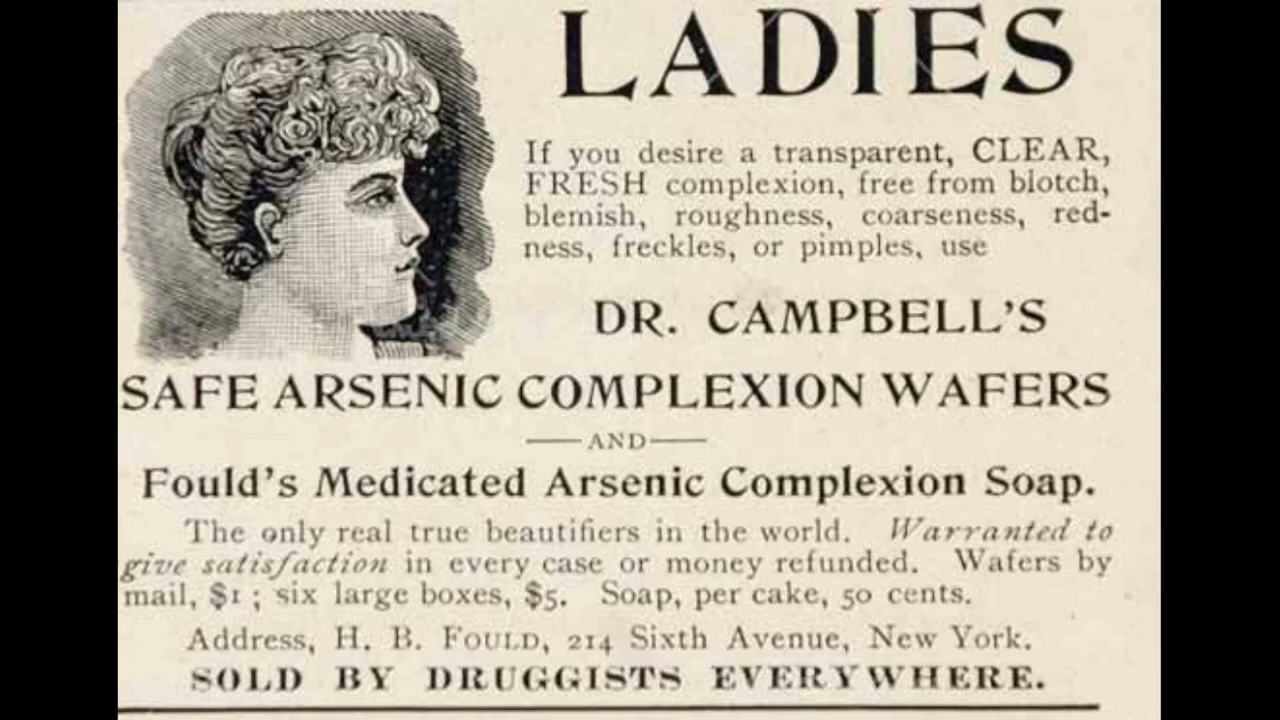 LADIES
If you desire a transparent, CLEAR,
FRESH complexion, free from blotch,
blemish, roughness, coarseness, red-
ness, freckles, or pimples, use
DR. CAMPBELL'S
SAFE ARSENIC COMPLEXION WAFERS
AND
Fould's Medicated Arsenic Complexion Soap.
The only real true beautifiers in the world. Warranted to
give satisfaction in every case or money refunded. Wafers by
mail, $1; six large boxes, $5. Soap, per cake, 50 cents.
Address, H. B. FOULD, 214 Sixth Avenue, New York.
SOLD BY DRUGGISTS EVERYWHERE.